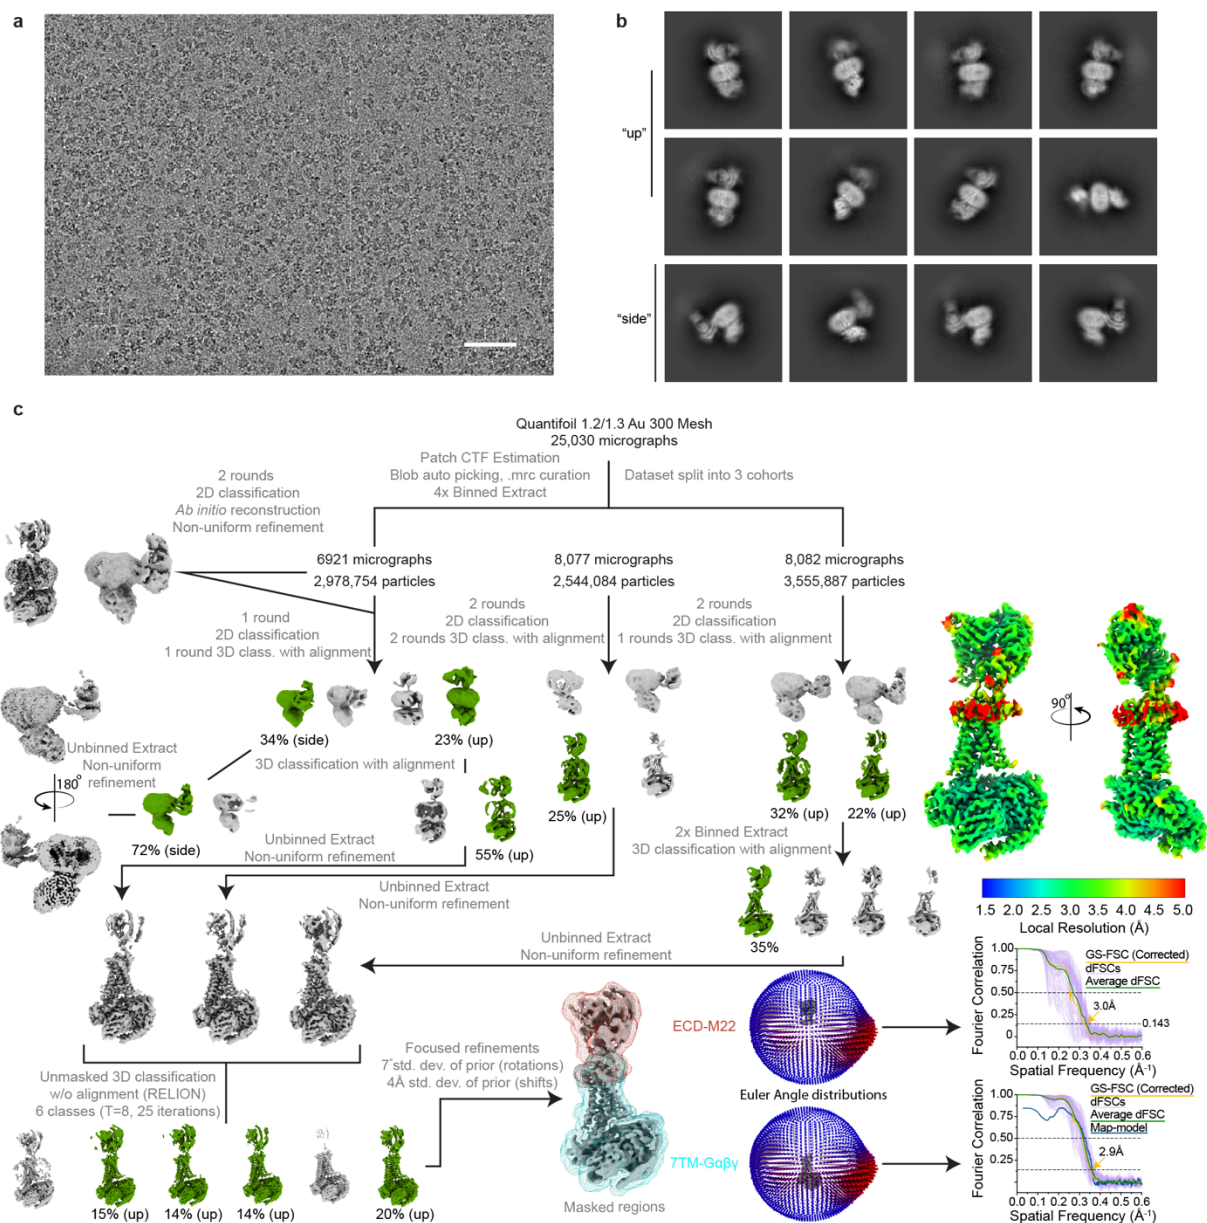 a
b
"up"
"side"
c
Quantifoil 1.2/1.3 Au 300 Mesh
25,030 micrographs
Patch CTF Estimation
Blob auto picking, .mrc curation
4x Binned Extract
Dataset split into 3 cohorts
2 rounds
2D classification
Ab initio reconstruction
Non-uniform refinement
6921 micrographs
2,978,754 particles
8,077 micrographs
2,544,084 particles
8,082 micrographs
3,555,887 particles
1 round
2D classification
1 round 3D class. with alignment
2 rounds
2D classification
2 rounds 3D class. with alignment
2 rounds
2D classification
1 rounds 3D class. with alignment
34% (side)
23% (up)
3D classification with alignment
Unbinned Extract
Non-uniform
refinement
180°
72% (side)
55% (up)
25% (up)
32% (up)
22% (up)
90°
2x Binned Extract
3D classification with alignment
Unbinned Extract
Non-uniform refinement
Unbinned Extract
Non-uniform refinement
35%
Unbinned Extract
Non-uniform refinement
1.5 2.0 2.5 3.0 3.5 4.0 4.5 5.0
Local Resolution (Å)
Unmasked 3D classification
w/o alignment (RELION)
6 classes (T=8, 25 iterations)
15% (up)
14% (up)
14% (up)
20% (up)
Focused refinements
7°std. dev. of prior (rotations)
4Å std. dev. of prior (shifts)
ECD-M22
7TM-Gαβγ
Masked regions
Euler Angle distributions
Fourier Correlation
1.00
0.75
0.50
0.25
0
GS-FSC (Corrected)
dFSCs
Average dFSC
3.0Å
0.143
0.0 0.1 0.2 0.3 0.4 0.5 0.6
Spatial Frequency (Å-1)
Fourier Correlation
1.00
0.75
0.50
0.25
0
GS-FSC (Corrected)
dFSCs
Average dFSC
Map-model
2.9Å
0.0 0.1 0.2 0.3 0.4 0.5 0.6
Spatial Frequency (Å-1)